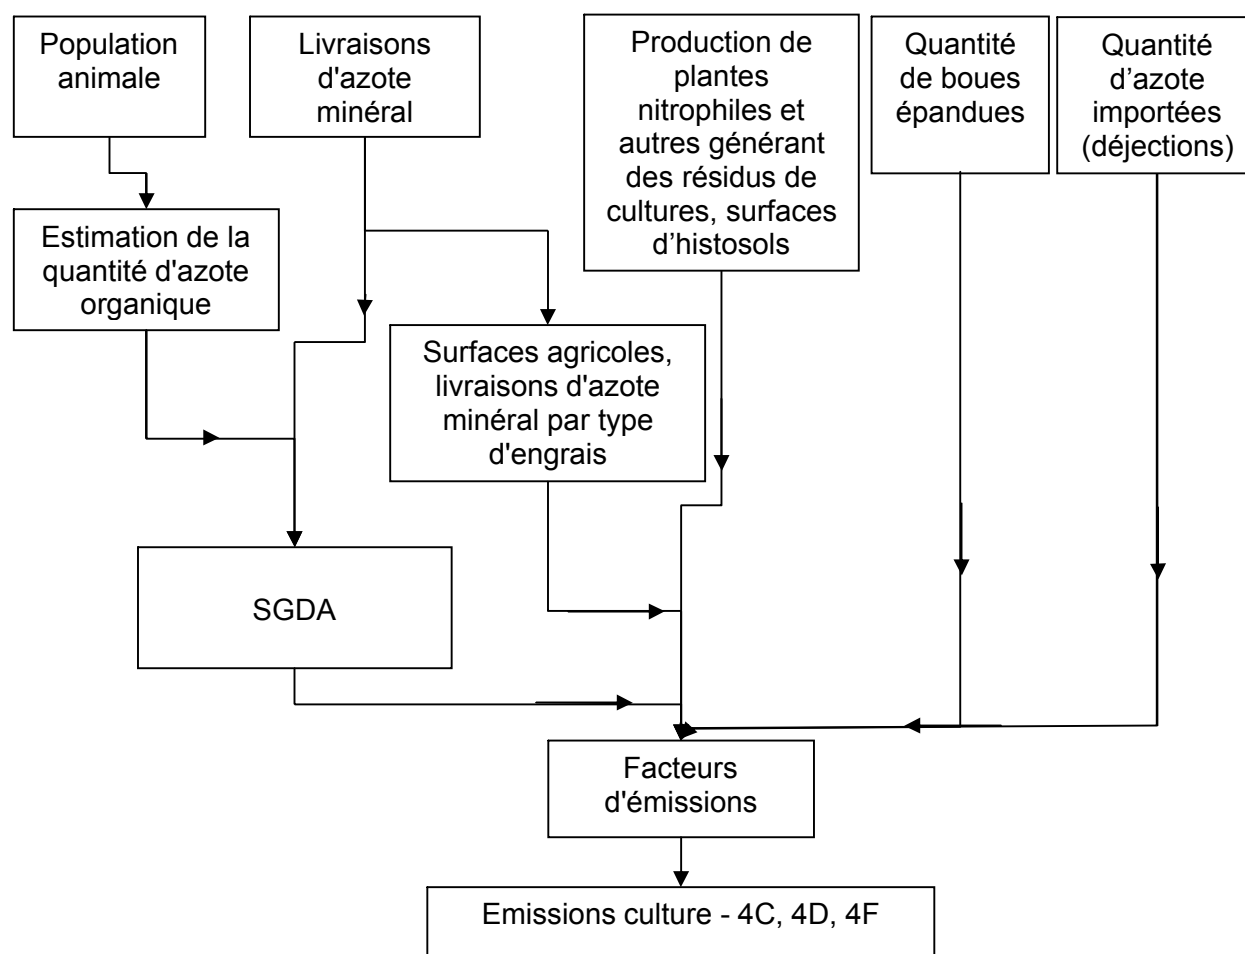 Population
animale
Livraisons
d'azote
minéral
Production de
plantes
nitrophiles et
autres générant
des résidus de
cultures, surfaces
d’histosols
Quantité
de boues
épandues
Quantité
d’azote
importées
(déjections)
Estimation de la
quantité d'azote
organique
Surfaces agricoles,
livraisons d'azote
minéral par type
d'engrais
SGDA
Facteurs
d'émissions
Emissions culture - 4C, 4D, 4F